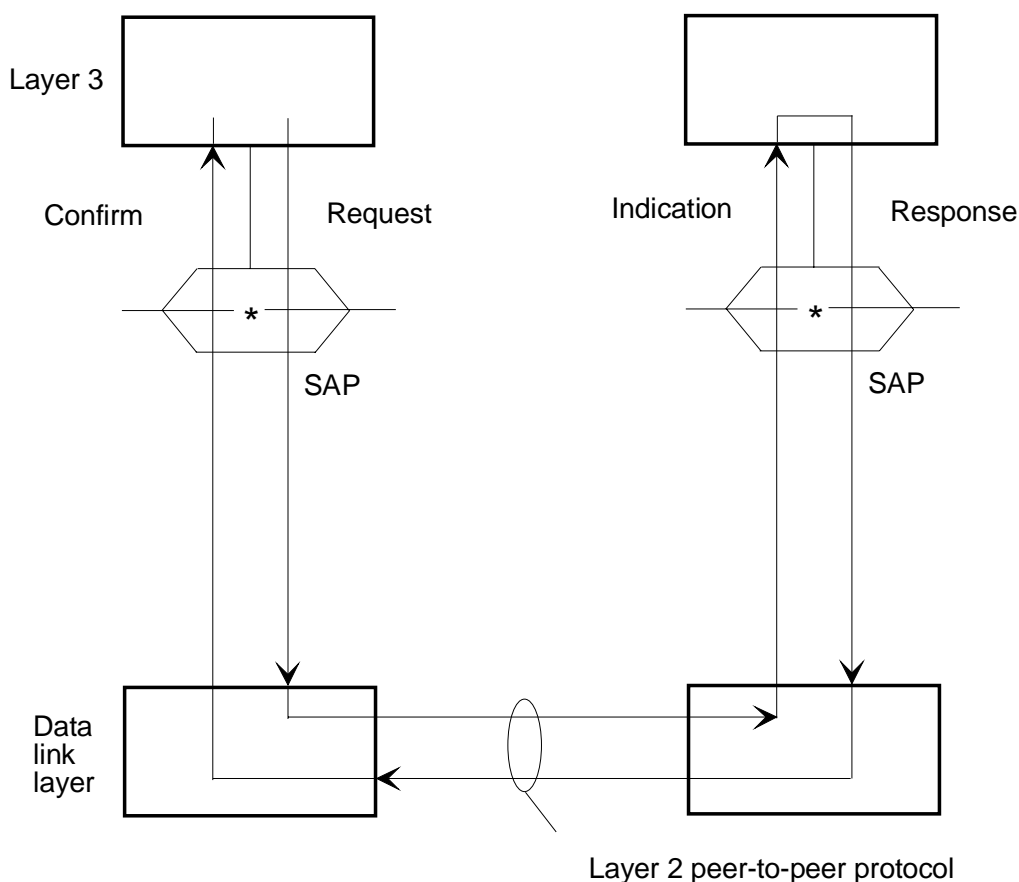 Layer 3
Confirm
Request
Indication
Response
*
*
SAP
SAP
Data
link
layer
Layer 2 peer-to-peer protocol